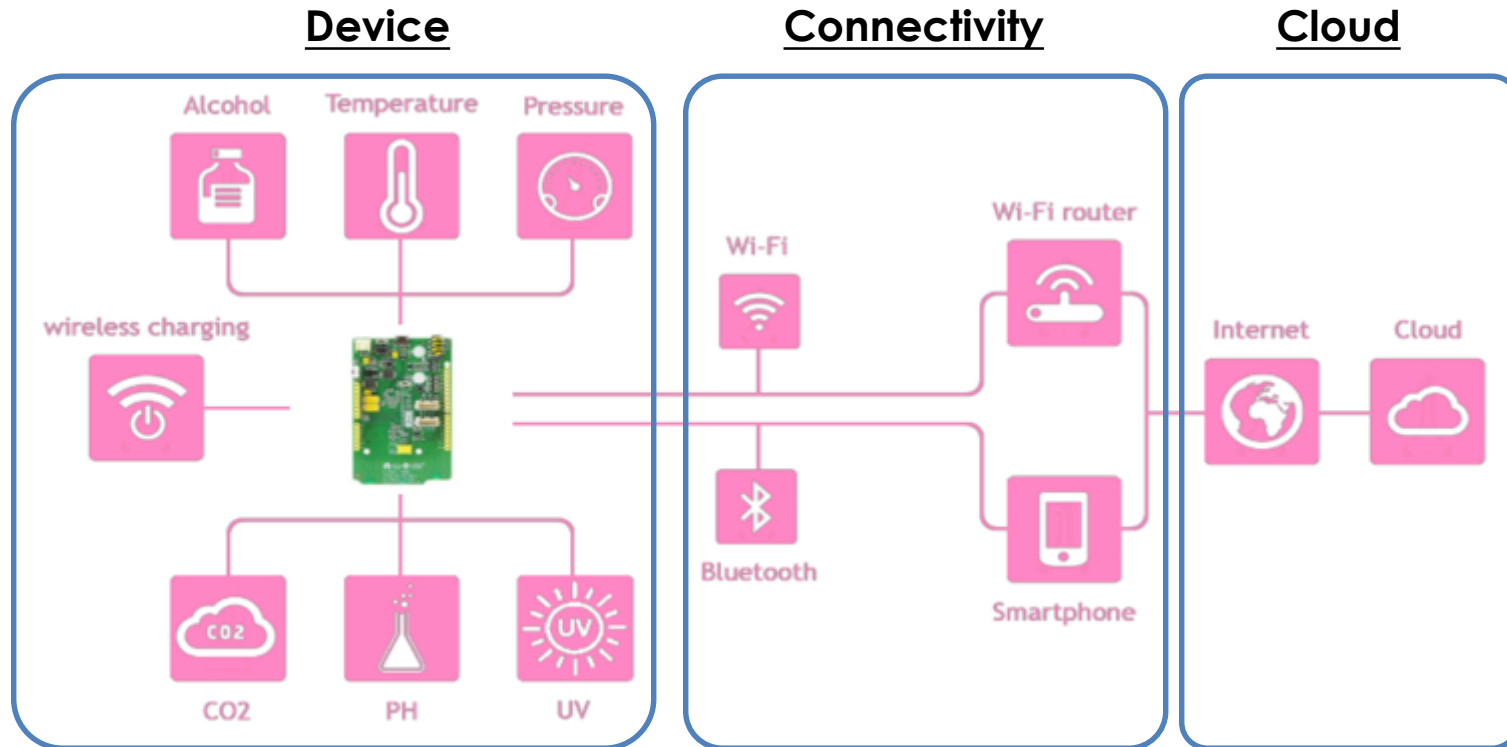 Device
Connectivity
Cloud
Alcohol
Temperature
Pressure
wireless charging
CO2
CO2
PH
UV
UV
Wi-Fi
Bluetooth
Wi-Fi router
Smartphone
Internet
Cloud